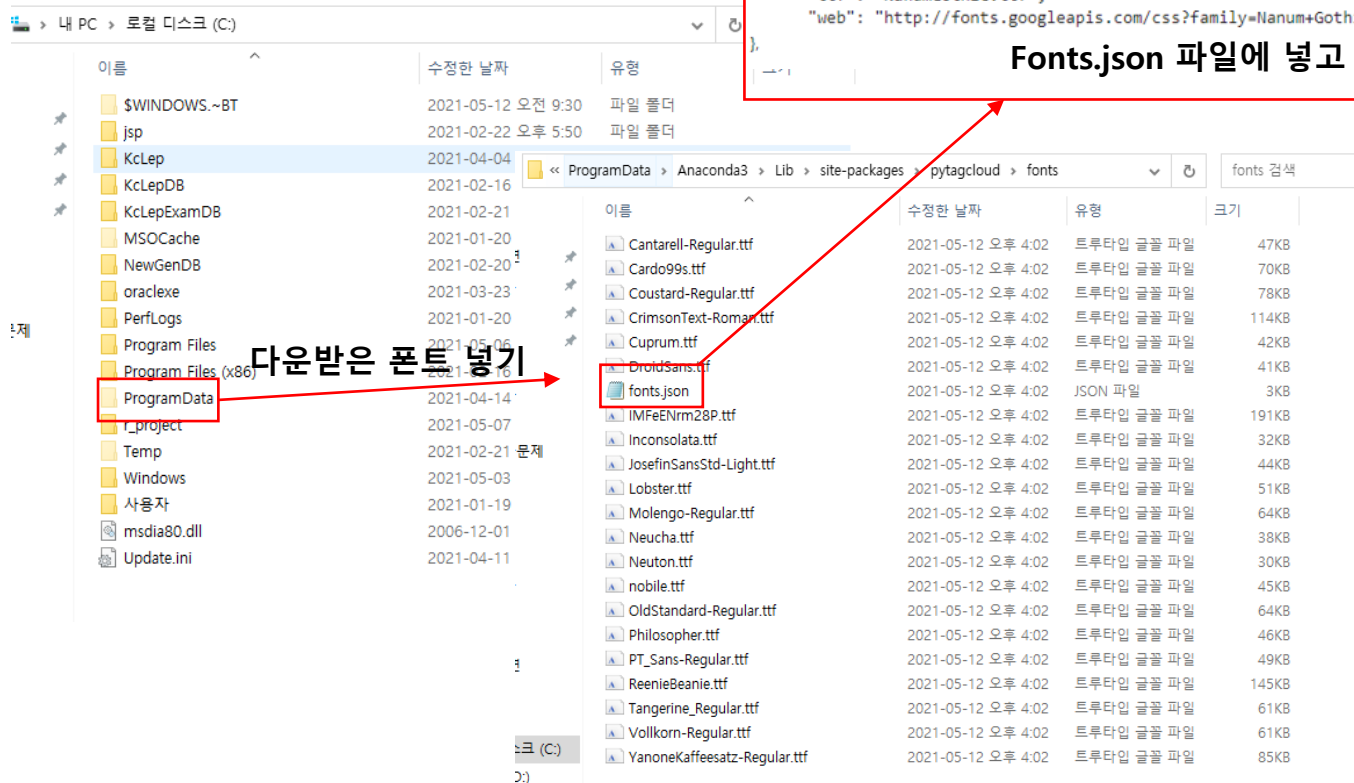 내 PC > 로컬 디스크 (C:)
"web": "http://fonts.googleapis.com/css?family=Nanum+Goth
},
Fonts.json 파일에 넣고
이름 수정한 날짜 유형
$WINDOWS.~BT 2021-05-12 오전 9:30 파일 폴더
jsp 2021-02-22 오후 5:50 파일 폴더
KcLep 2021-04-04
KcLepDB 2021-02-16
KcLepExamDB 2021-02-21
MSOCache 2021-01-20
NewGenDB 2021-02-20
oraclexe 2021-03-23
PerfLogs 2021-01-20
Program Files 2021-05-06
Program Files (x86)
ProgramData 2021-04-14
r_project 2021-05-07
Temp 2021-02-21
Windows 2021-05-03
사용자 2021-01-19
msdia80.dll 2006-12-01
Update.ini 2021-04-11
다운받은 폰트 넣기
문제
« ProgramData > Anaconda3 > Lib > site-packages > pytagcloud > fonts
fonts 검색
이름 수정한 날짜 유형 크기
Cantarell-Regular.ttf 2021-05-12 오후 4:02 트루타입 글꼴 파일 47KB
Cardo99s.ttf 2021-05-12 오후 4:02 트루타입 글꼴 파일 70KB
Coustard-Regular.ttf 2021-05-12 오후 4:02 트루타입 글꼴 파일 78KB
CrimsonText-Roman.ttf 2021-05-12 오후 4:02 트루타입 글꼴 파일 114KB
Cuprum.ttf 2021-05-12 오후 4:02 트루타입 글꼴 파일 42KB
DroidSans.ttf 2021-05-12 오후 4:02 트루타입 글꼴 파일 41KB
fonts.json 2021-05-12 오후 4:02 JSON 파일 3KB
IMFeENrm28P.ttf 2021-05-12 오후 4:02 트루타입 글꼴 파일 191KB
Inconsolata.ttf 2021-05-12 오후 4:02 트루타입 글꼴 파일 32KB
JosefinSansStd-Light.ttf 2021-05-12 오후 4:02 트루타입 글꼴 파일 44KB
Lobster.ttf 2021-05-12 오후 4:02 트루타입 글꼴 파일 51KB
Molengo-Regular.ttf 2021-05-12 오후 4:02 트루타입 글꼴 파일 64KB
Neucha.ttf 2021-05-12 오후 4:02 트루타입 글꼴 파일 38KB
Neuton.ttf 2021-05-12 오후 4:02 트루타입 글꼴 파일 30KB
nobile.ttf 2021-05-12 오후 4:02 트루타입 글꼴 파일 45KB
OldStandard-Regular.ttf 2021-05-12 오후 4:02 트루타입 글꼴 파일 64KB
Philosopher.ttf 2021-05-12 오후 4:02 트루타입 글꼴 파일 46KB
PT_Sans-Regular.ttf 2021-05-12 오후 4:02 트루타입 글꼴 파일 49KB
ReenieBeanie.ttf 2021-05-12 오후 4:02 트루타입 글꼴 파일 145KB
Tangerine_Regular.ttf 2021-05-12 오후 4:02 트루타입 글꼴 파일 61KB
Vollkorn-Regular.ttf 2021-05-12 오후 4:02 트루타입 글꼴 파일 61KB
YanoneKaffeesatz-Regular.ttf 2021-05-12 오후 4:02 트루타입 글꼴 파일 85KB
스크 (C:)
D:)